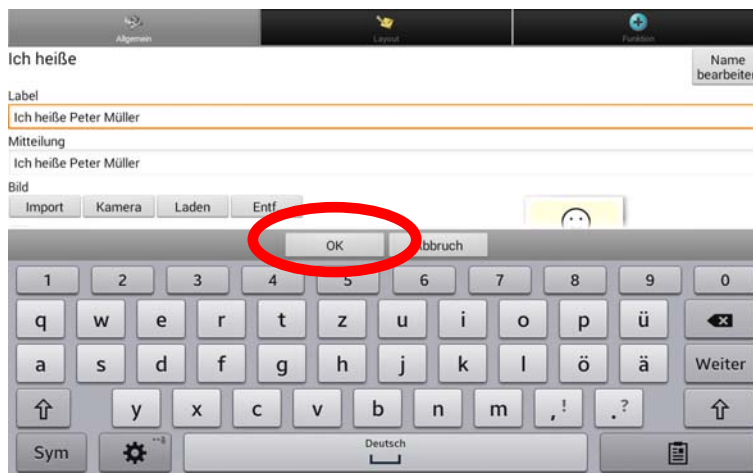 Allgemein Layout Funktion
Ich heiße
Name
bearbeiten
Label
Ich heiße Peter Müller
Mitteilung
Ich heiße Peter Müller
Bild
Import Kamera Laden Entf.
OK Abbruch
1 2 3 4 5 6 7 8 9 0
q w e r t z u i o p ü
a s d f g h j k l ö ä Weiter
y x c v b n m ,! .?
Sym Deutsch